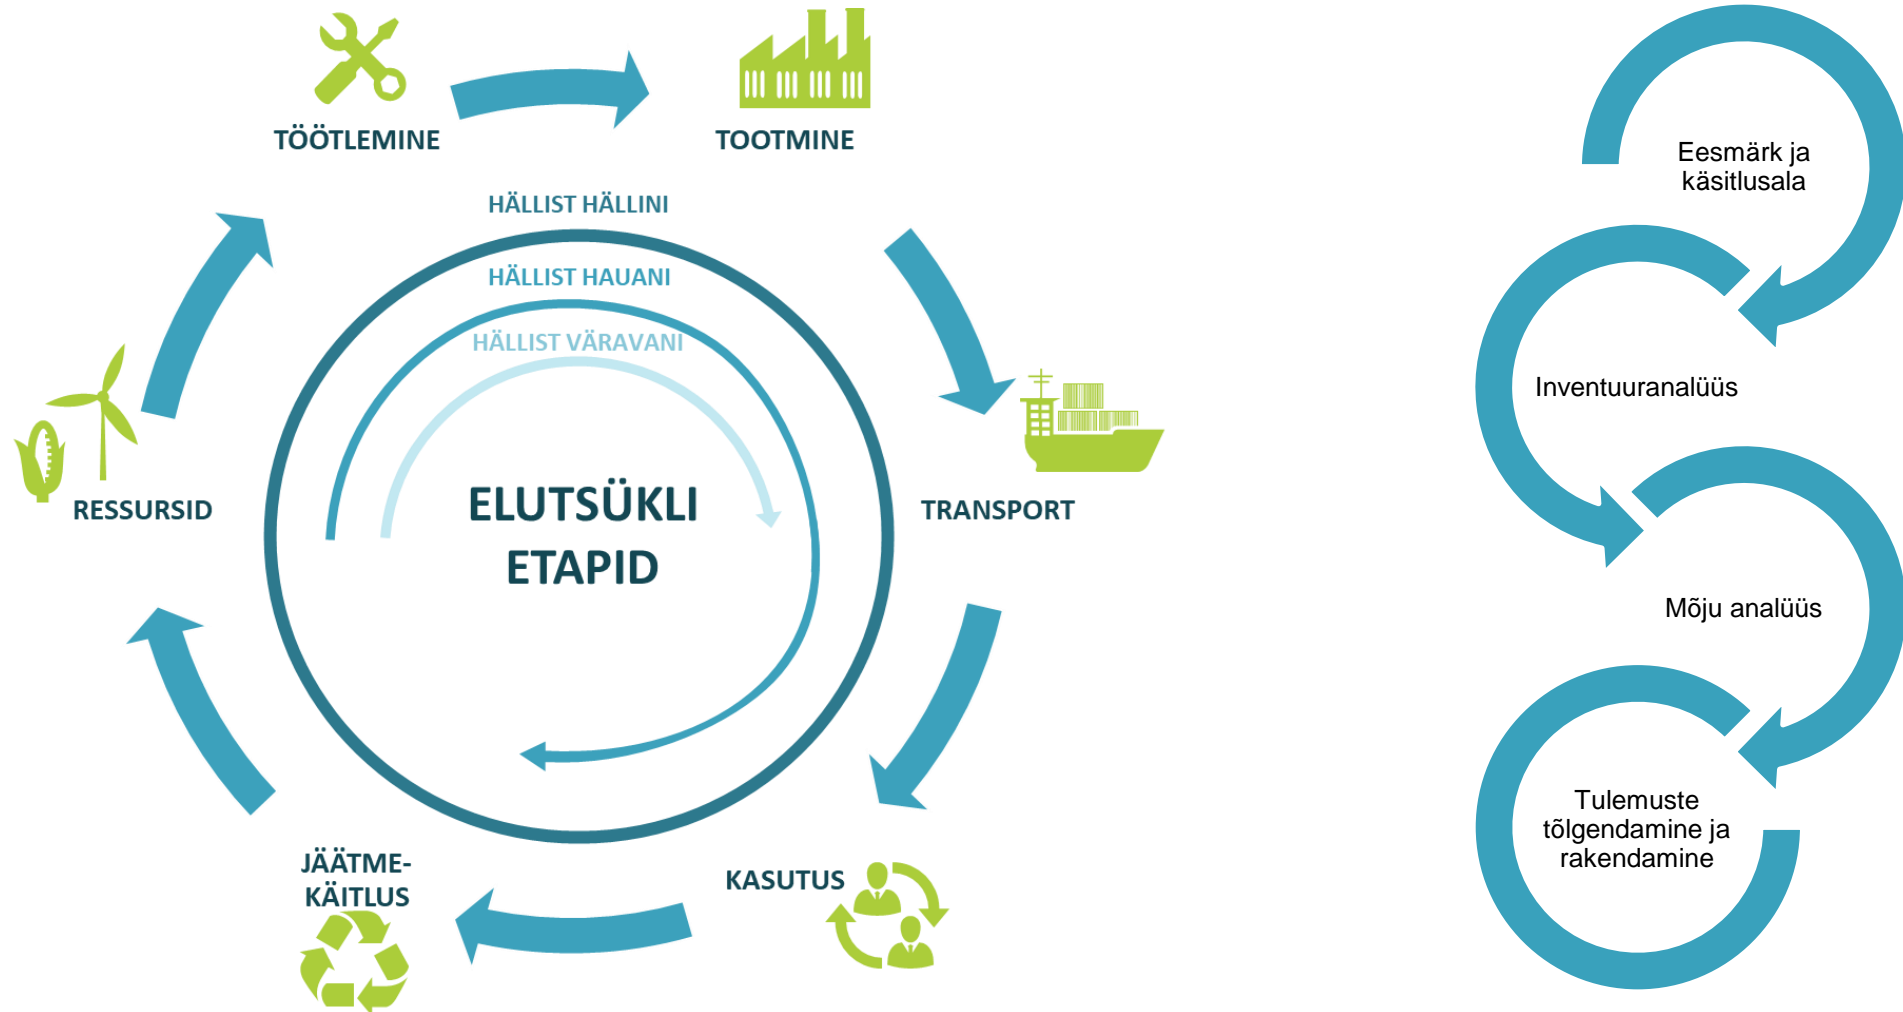 TÖÖTLEMINE
TOOTMINE
HÄLLIST HÄLLINI
HÄLLIST HAUANI
HÄLLIST VÄRAVANI
ELUTSÜKLI
ETAPID
RESSURSID
TRANSPORT
JÄÄTME-
KÄITLUS
KASUTUS
Eesmärk ja
käsitlusala
Inventuuranalüüs
Mõju analüüs
Tulemuste
tõlgendamine ja
rakendamine